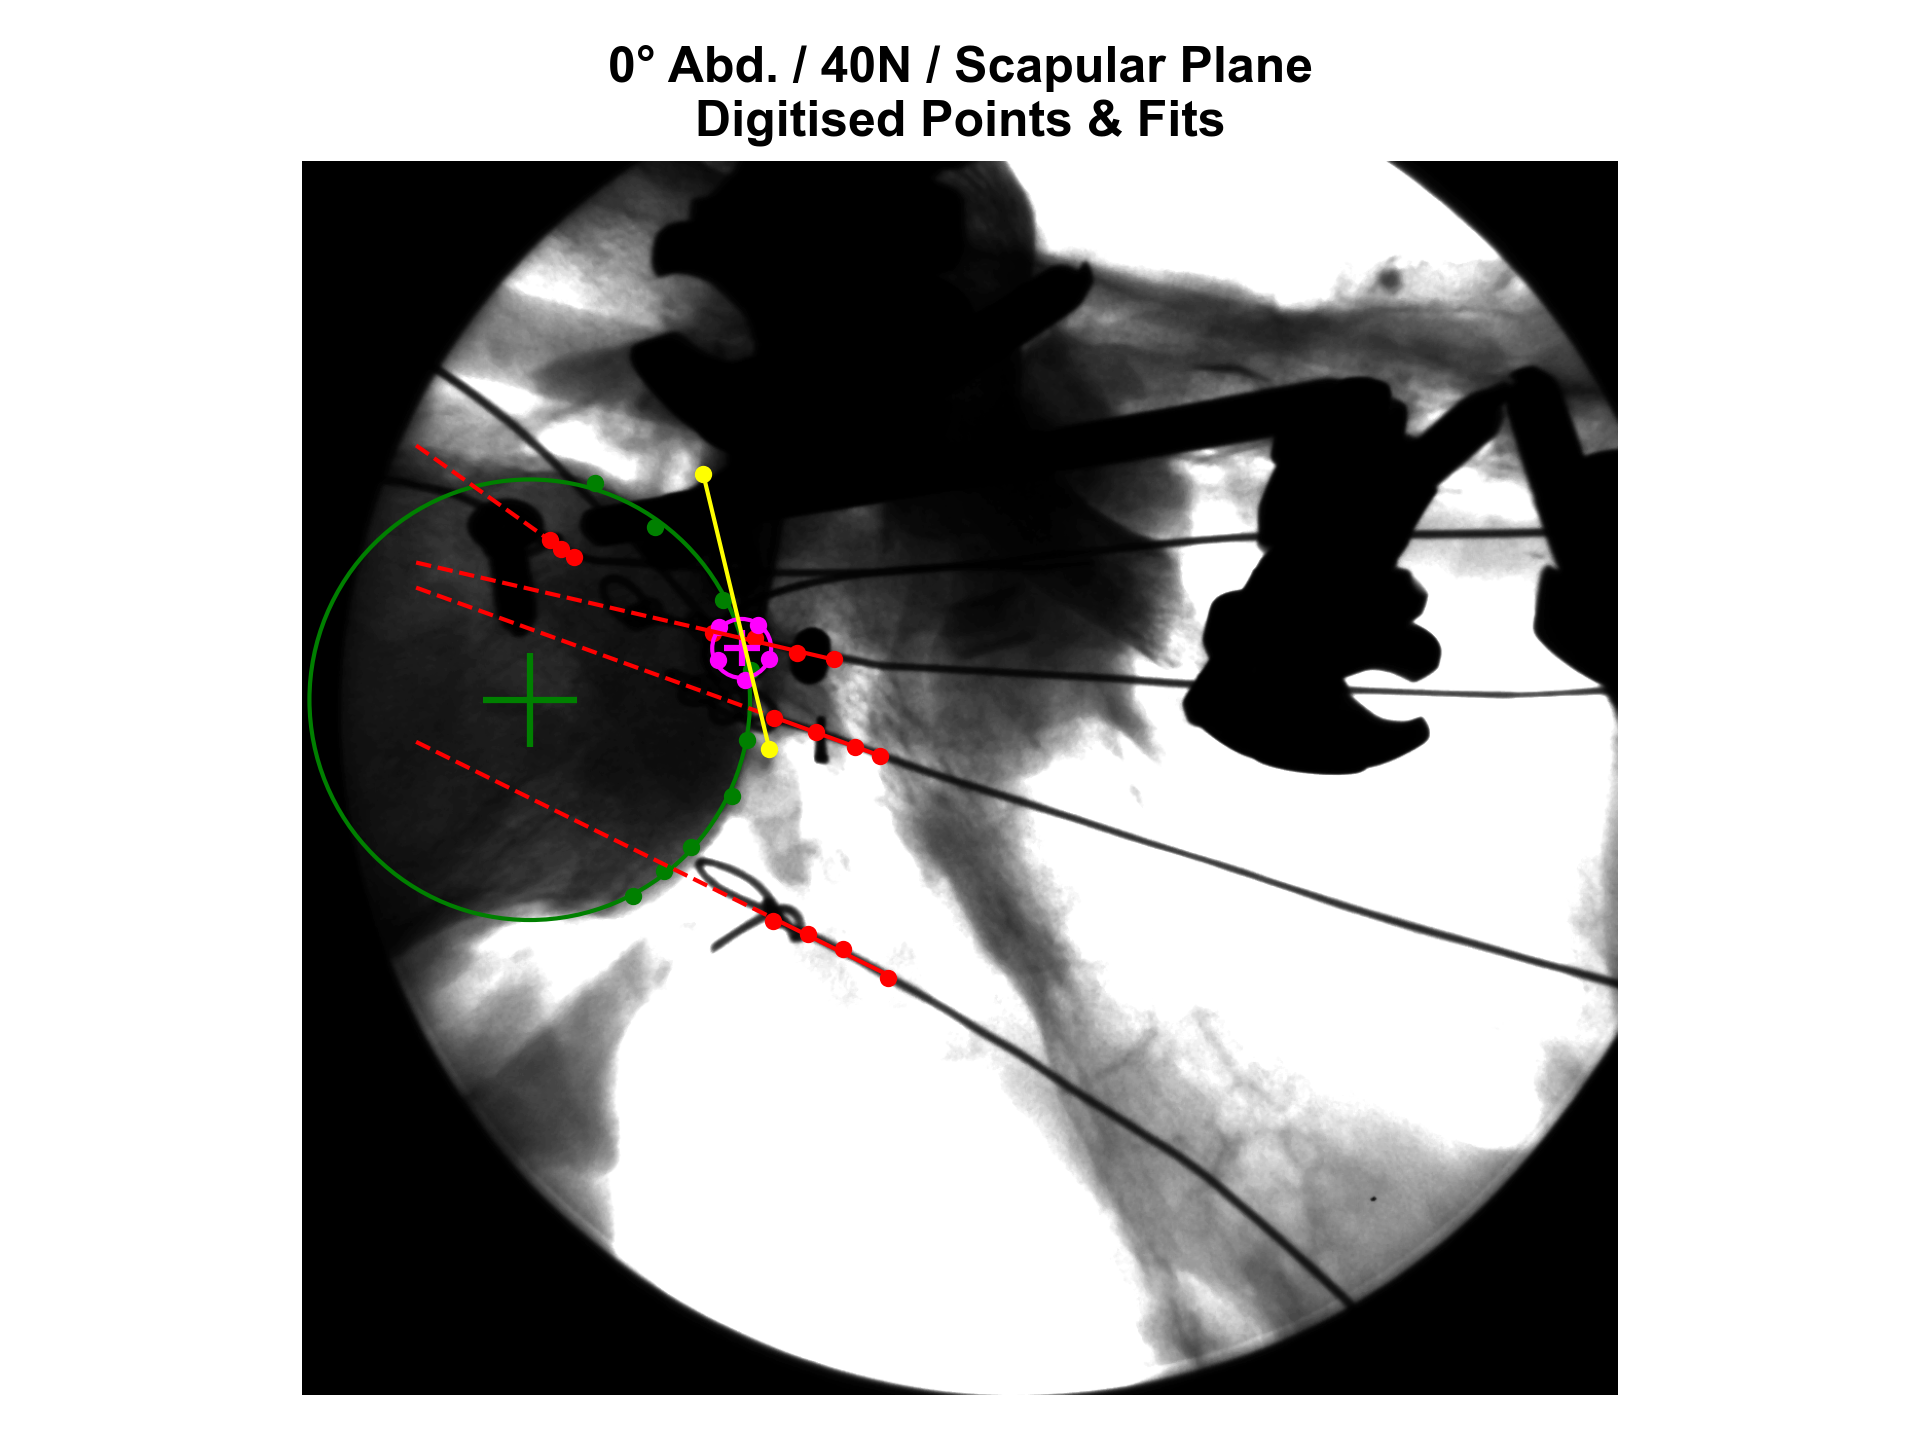 0° Abd. / 40N / Scapular Plane
Digitised Points & Fits